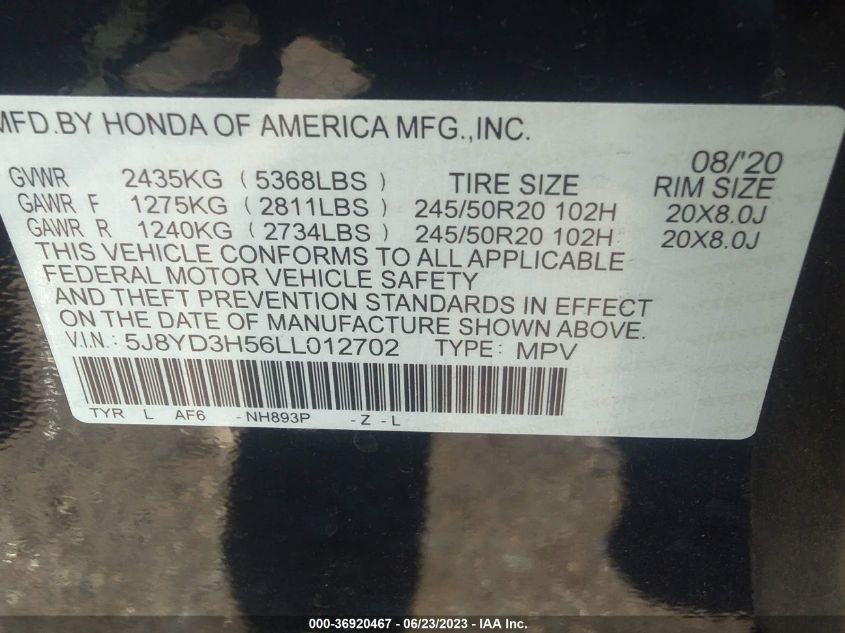 MFD.BY HONDA OF AMERICA MFG.,INC.
08/'20
GVWR 2435KG ( 5368LBS ) TIRE SIZE RIM SIZE
GAWR F 1275KG ( 2811LBS ) 245/50R20 102H 20X8.0J
GAWR R 1240KG ( 2734LBS ) 245/50R20 102H 20X8.0J
THIS VEHICLE CONFORMS TO ALL APPLICABLE
FEDERAL MOTOR VEHICLE SAFETY
AND THEFT PREVENTION STANDARDS IN EFFECT
ON THE DATE OF MANUFACTURE SHOWN ABOVE.
V.I.N.: 5J8YD3H56LL012702 TYPE: MPV
TYR L AF6 -NH893P -Z -L
000-36920467 - 06/23/2023 - IAA Inc.